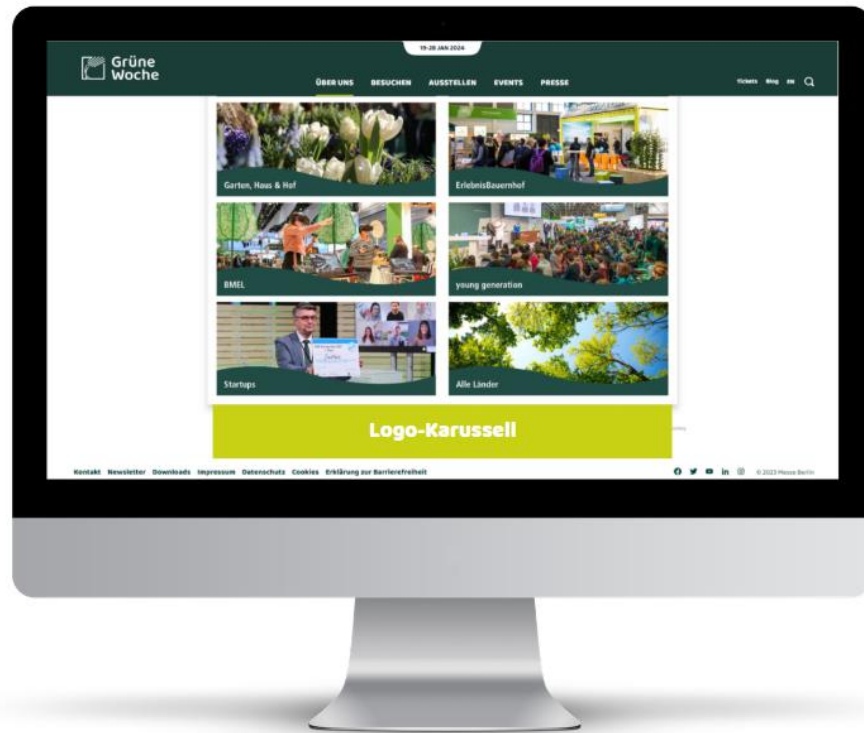 19-28 JAN 2024
Grüne
Woche
ÜBER UNS BESUCHEN AUSSTELLEN EVENTS PRESSE
Tickets Blog EN
Garten, Haus & Hof
ErlebnisBauernhof
BMEL
young generation
Startups
Alle Länder
Logo-Karussell
Kontakt Newsletter Downloads Impressum Datenschutz Cookies Erklärung zur Barrierefreiheit
© 2023 Messe Berlin